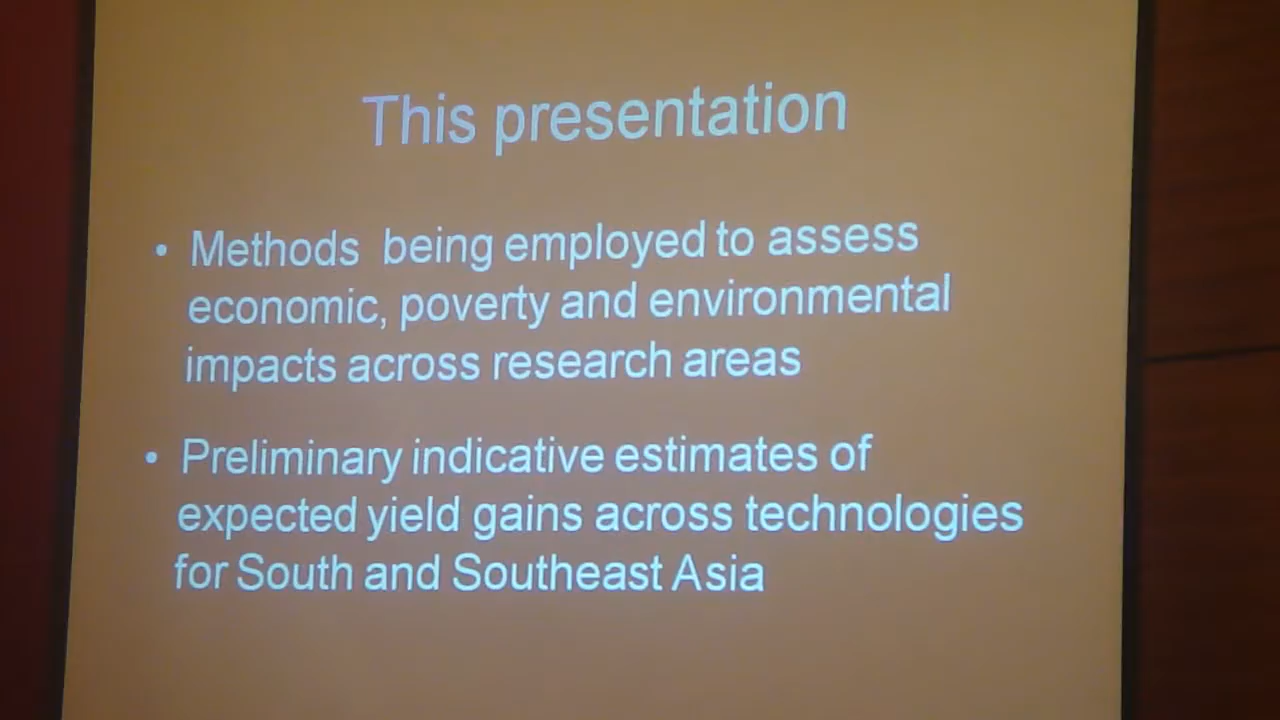 This presentation
• Methods  being employed to assess
economic, poverty and environmental
impacts across research areas
• Preliminary indicative estimates of
expected yield gains across technologies
for South and Southeast Asia